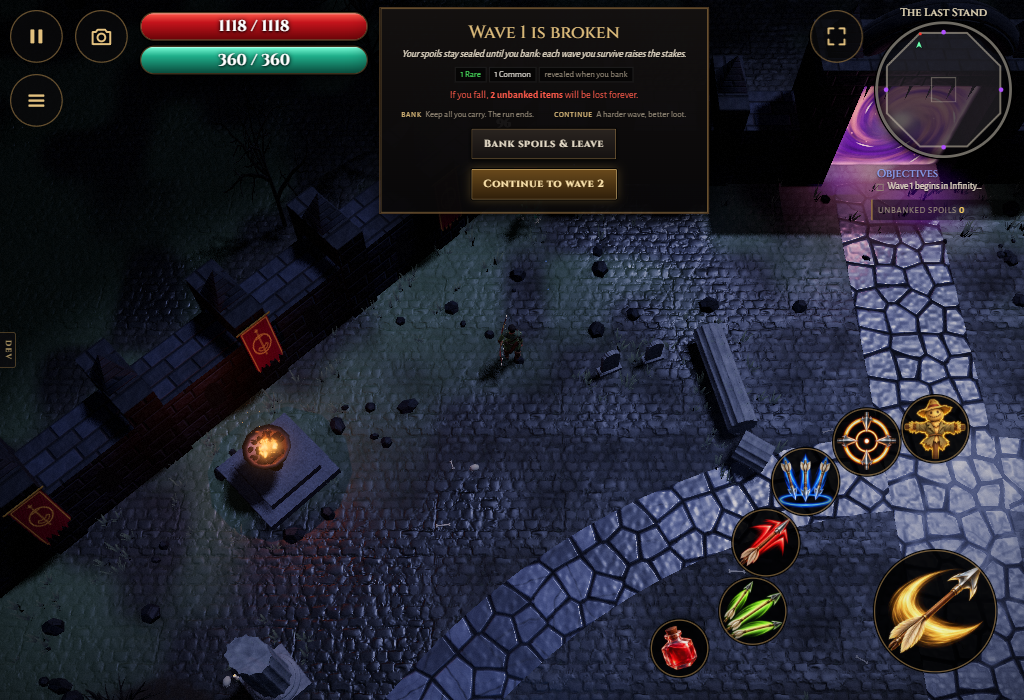 1118 / 1118
360 / 360
Wave 1 is broken
Your spoils stay sealed until you bank: each wave you survive raises the stakes.
1 Rare 1 Common revealed when you bank
If you fall, 2 unbanked items will be lost forever.
BANK Keep all you carry. The run ends. CONTINUE A harder wave, better loot.
Bank spoils & leave
Continue to wave 2
The Last Stand
Objectives
Wave 1 begins in Infinity...
UNBANKED SPOILS 0
DEV